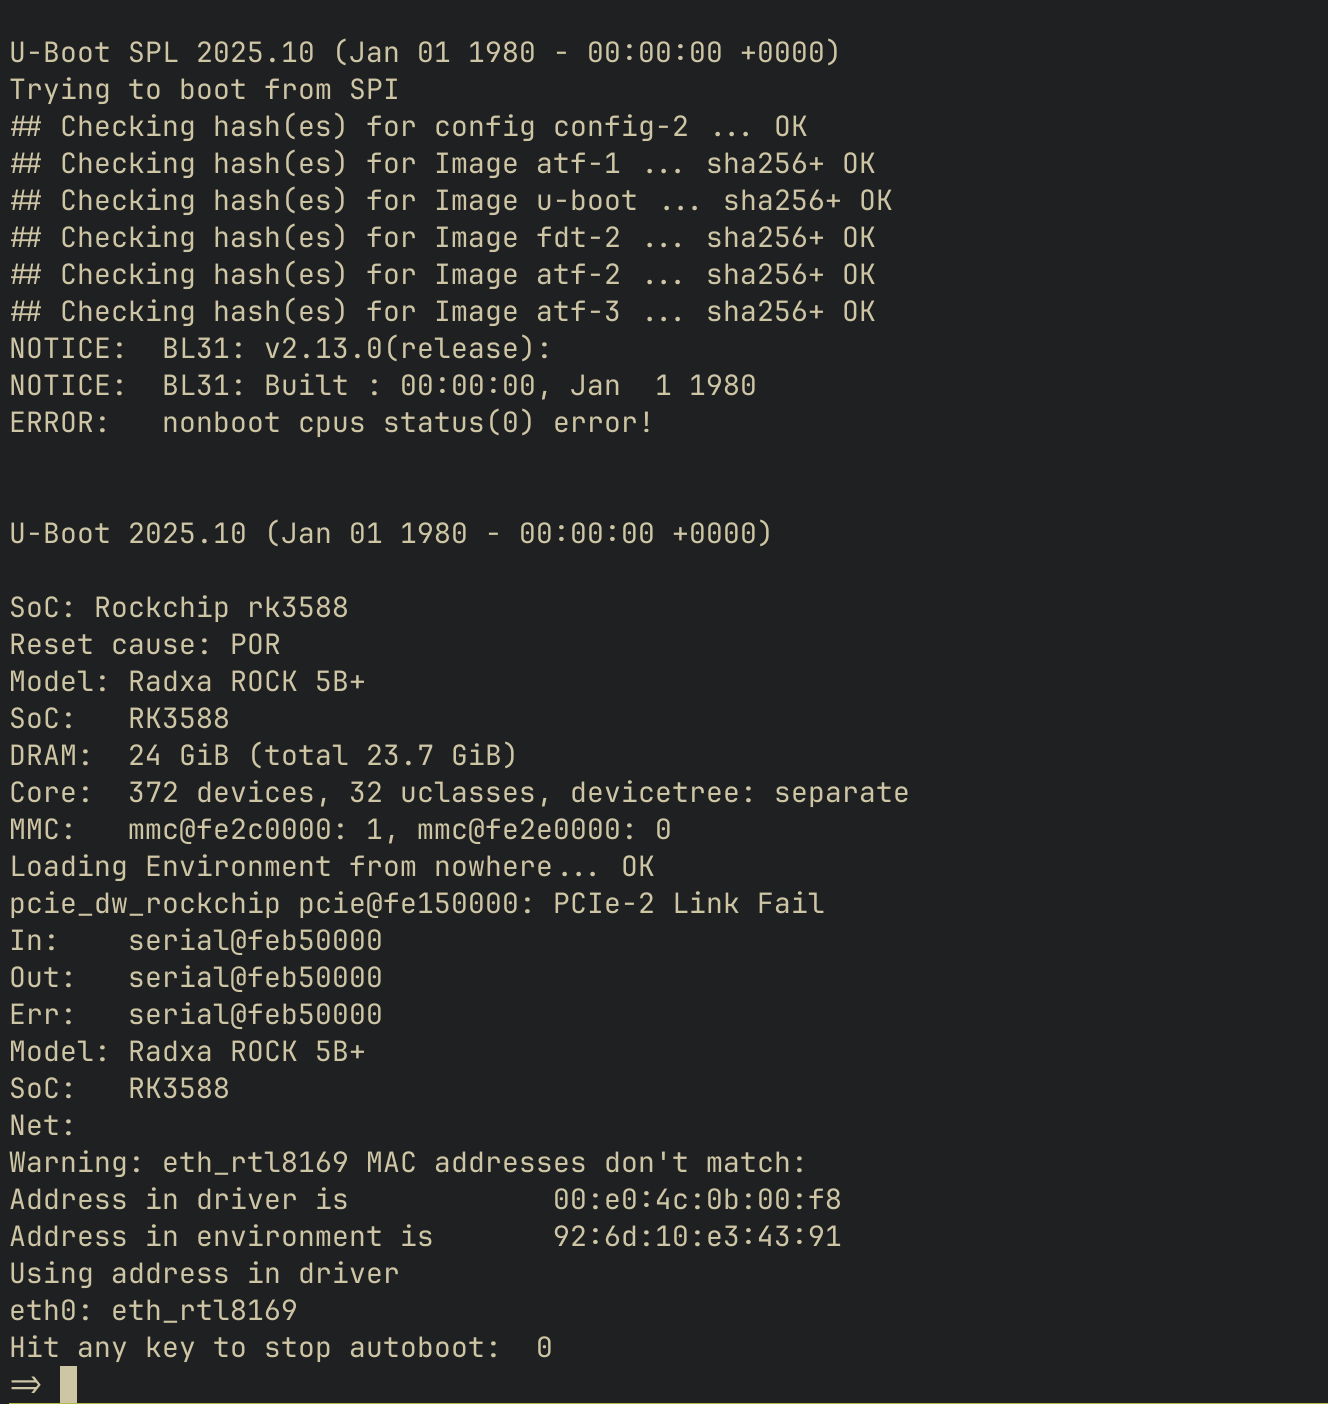 U-Boot SPL 2025.10 (Jan 01 1980 - 00:00:00 +0000)
Trying to boot from SPI
## Checking hash(es) for config config-2 ... OK
## Checking hash(es) for Image atf-1 ... sha256+ OK
## Checking hash(es) for Image u-boot ... sha256+ OK
## Checking hash(es) for Image fdt-2 ... sha256+ OK
## Checking hash(es) for Image atf-2 ... sha256+ OK
## Checking hash(es) for Image atf-3 ... sha256+ OK
NOTICE:  BL31: v2.13.0(release):
NOTICE:  BL31: Built : 00:00:00, Jan  1 1980
ERROR:   nonboot cpus status(0) error!
U-Boot 2025.10 (Jan 01 1980 - 00:00:00 +0000)
SoC: Rockchip rk3588
Reset cause: POR
Model: Radxa ROCK 5B+
SoC:   RK3588
DRAM:  24 GiB (total 23.7 GiB)
Core:  372 devices, 32 uclasses, devicetree: separate
MMC:   mmc@fe2c0000: 1, mmc@fe2e0000: 0
Loading Environment from nowhere... OK
pcie_dw_rockchip pcie@fe150000: PCIe-2 Link Fail
In:    serial@feb50000
Out:   serial@feb50000
Err:   serial@feb50000
Model: Radxa ROCK 5B+
SoC:   RK3588
Net:
Warning: eth_rtl8169 MAC addresses don't match:
Address in driver is            00:e0:4c:0b:00:f8
Address in environment is       92:6d:10:e3:43:91
Using address in driver
eth0: eth_rtl8169
Hit any key to stop autoboot:  0
=>